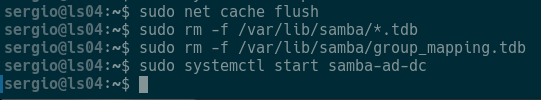 sergio@ls04:~$ sudo net cache flush
sergio@ls04:~$ sudo rm -f /var/lib/samba/*.tdb
sergio@ls04:~$ sudo rm -f /var/lib/samba/group_mapping.tdb
sergio@ls04:~$ sudo systemctl start samba-ad-dc
sergio@ls04:~$